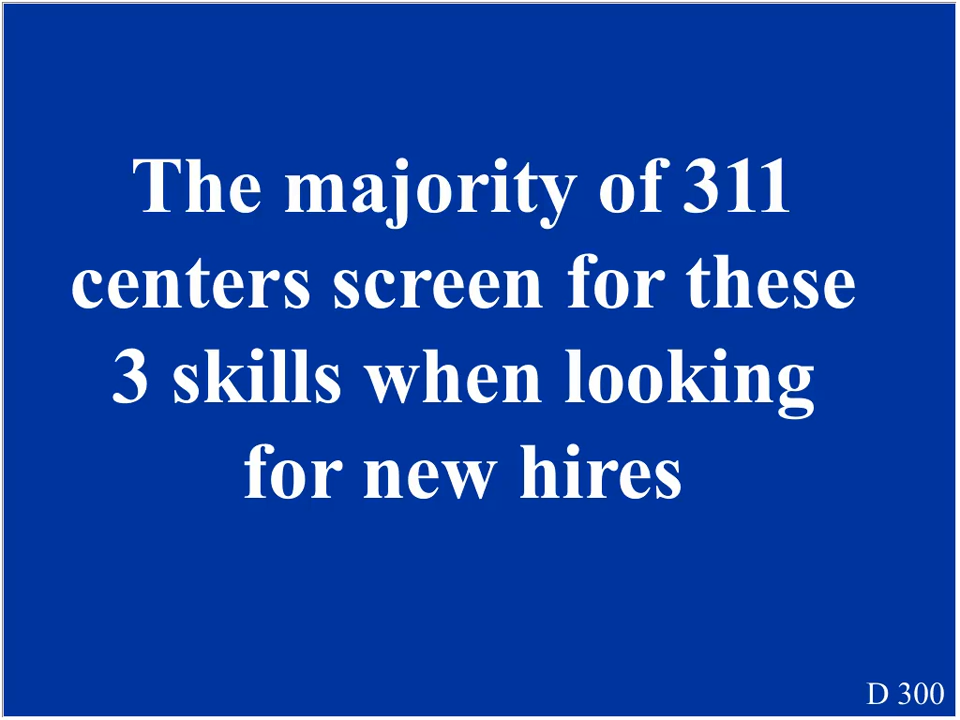 The majority of 311
centers screen for these
3 skills when looking
for new hires
D 300